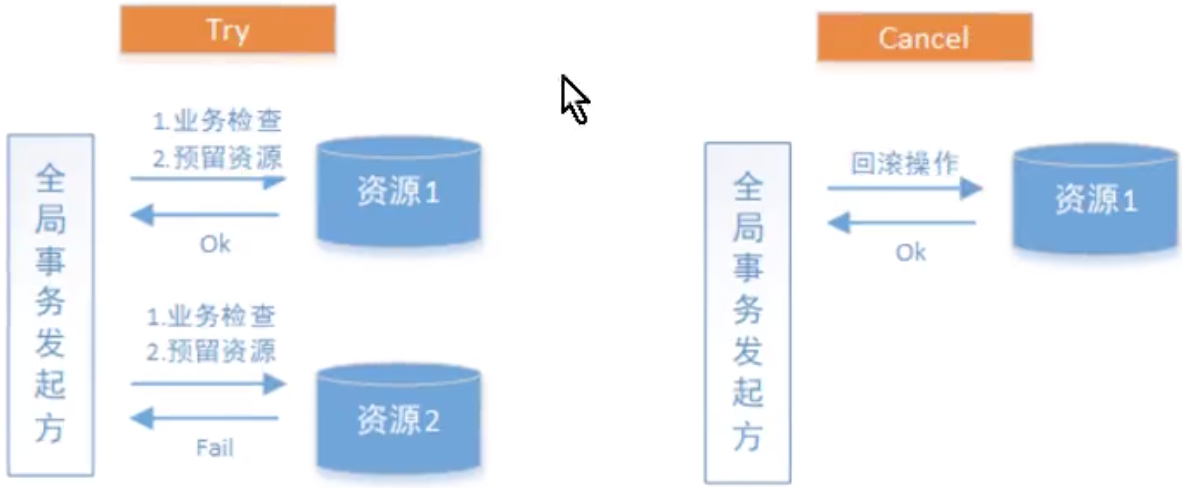 Try
1.业务检查
2.预留资源
全局事务发起方
资源1
Ok
1.业务检查
2.预留资源
资源2
Fail
Cancel
全局事务发起方
回滚操作
资源1
Ok